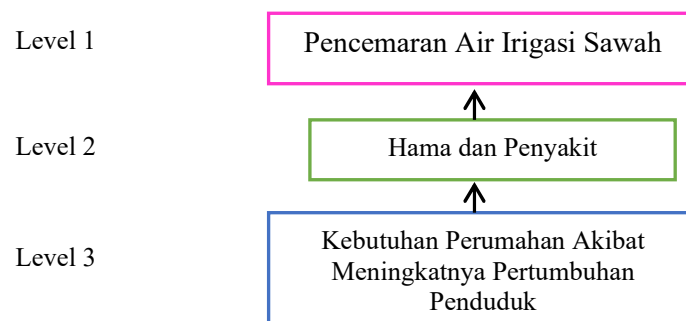 Level 1
Pencemaran Air Irigasi Sawah
Level 2
Hama dan Penyakit
Level 3
Kebutuhan Perumahan Akibat
Meningkatnya Pertumbuhan
Penduduk